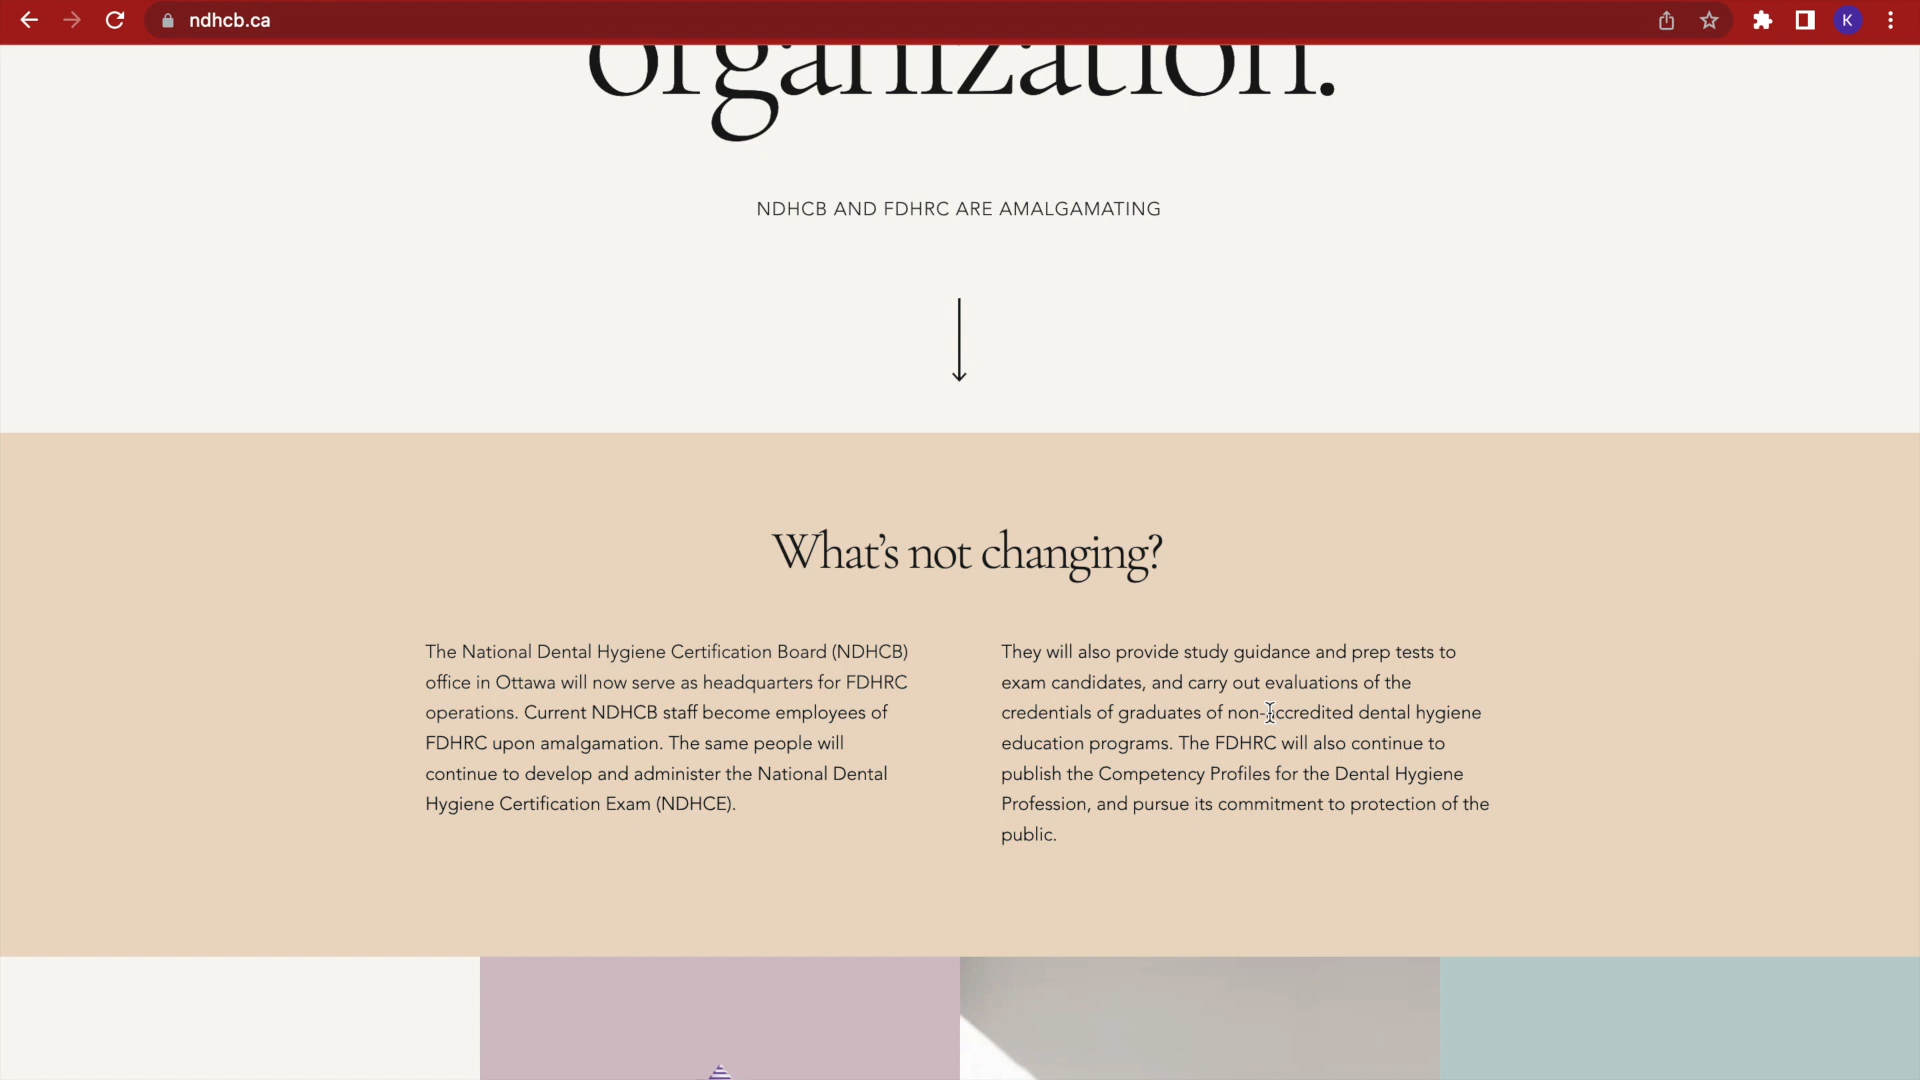 ndhcb.ca
K
organization.
NDHCB AND FDHRC ARE AMALGAMATING
What's not changing?
The National Dental Hygiene Certification Board (NDHCB)
office in Ottawa will now serve as headquarters for FDHRC
operations. Current NDHCB staff become employees of
FDHRC upon amalgamation. The same people will
continue to develop and administer the National Dental
Hygiene Certification Exam (NDHCE).
They will also provide study guidance and prep tests to
exam candidates, and carry out evaluations of the
credentials of graduates of non-accredited dental hygiene
education programs. The FDHRC will also continue to
publish the Competency Profiles for the Dental Hygiene
Profession, and pursue its commitment to protection of the
public.